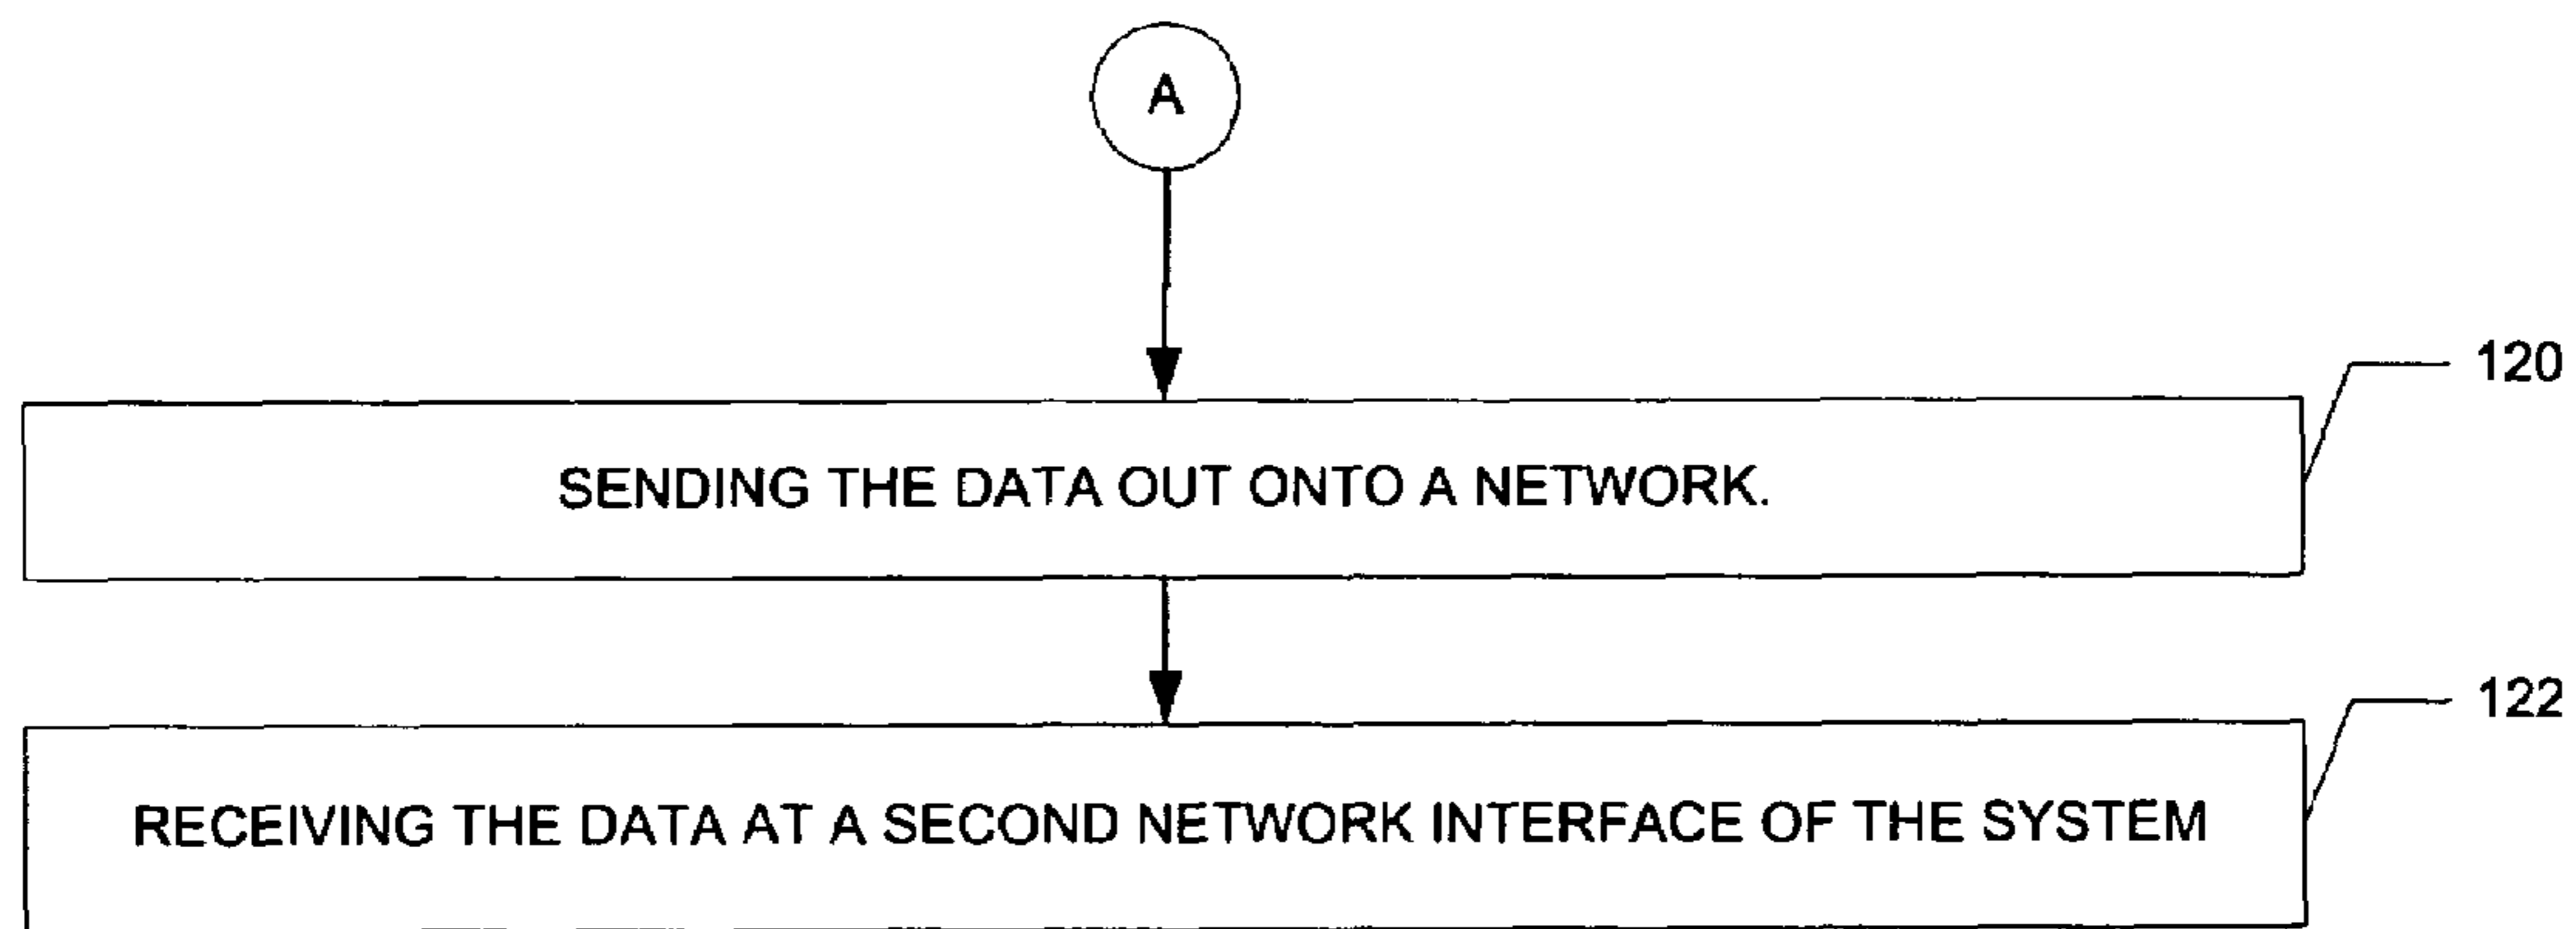 A
120
SENDING THE DATA OUT ONTO A NETWORK.
122
RECEIVING THE DATA AT A SECOND NETWORK INTERFACE OF THE SYSTEM